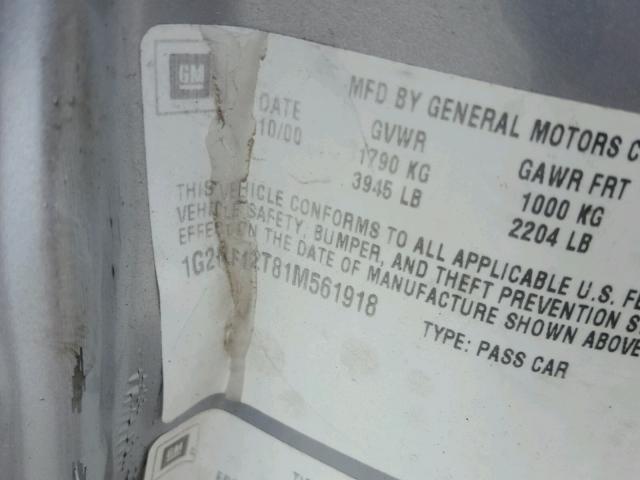 GM
MFD BY GENERAL MOTORS C
DATE GVWR GAWR FRT
10/00 1790 KG 1000 KG
3945 LB 2204 LB
THIS VEHICLE CONFORMS TO ALL APPLICABLE U.S. FE
VEHICLE SAFETY, BUMPER, AND THEFT PREVENTION S
EFFECT ON THE DATE OF MANUFACTURE SHOWN ABOVE
TYPE: PASS CAR
GM